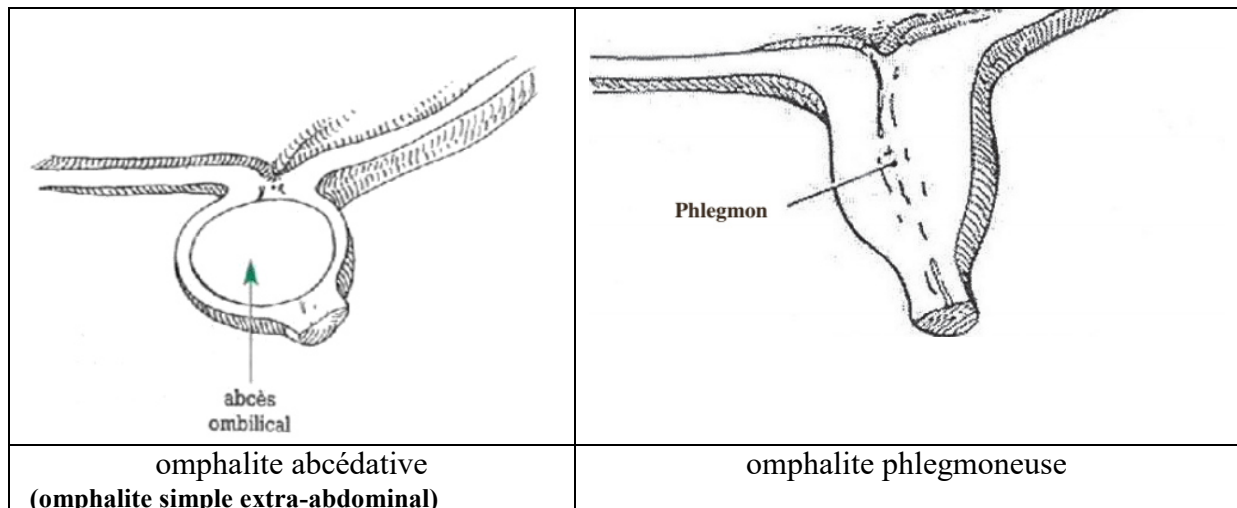 abcès
ombilical
Phlegmon
omphalite abcédative
(omphalite simple extra-abdominal)
omphalite phlegmoneuse